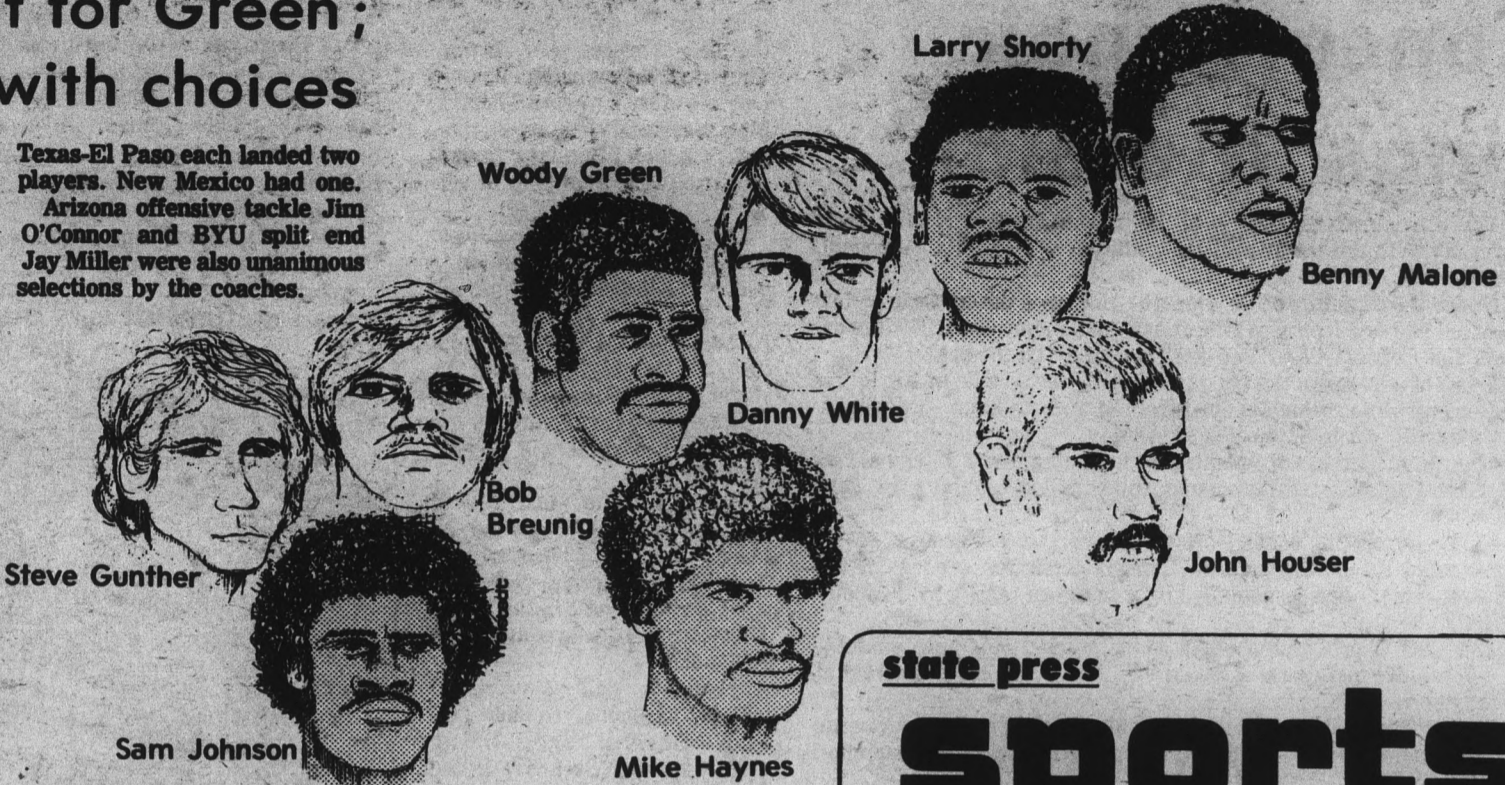 t for Green;
with choices
Texas-El Paso each landed two
players. New Mexico had one.
Arizona offensive tackle Jim
O'Connor and BYU split end
Jay Miller were also unanimous
selections by the coaches.
Larry Shorty
Woody Green
Benny Malone
Danny White
Bob
Breunig
Steve Gunther
John Houser
Sam Johnson
Mike Haynes
state press
sports